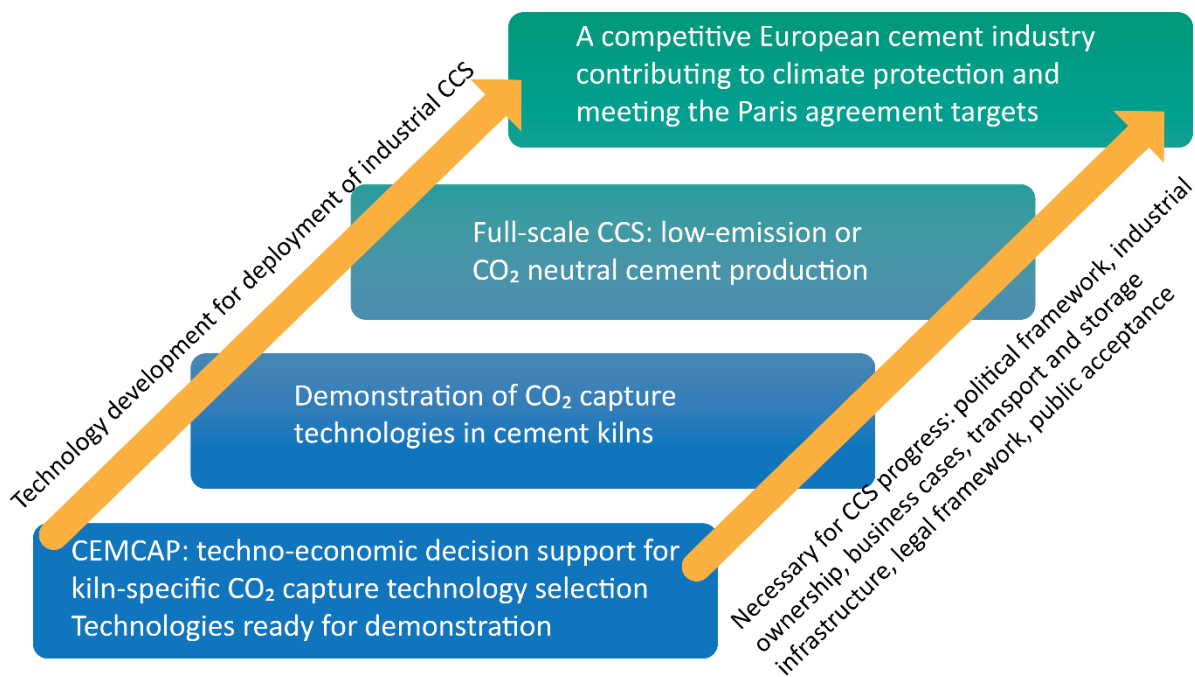 A competitive European cement industry
contributing to climate protection and
meeting the Paris agreement targets
Technology development for deployment of industrial CCS
Full-scale CCS: low-emission or
CO₂ neutral cement production
Demonstration of CO₂ capture
technologies in cement kilns
CEMCAP: techno-economic decision support for
kiln-specific CO₂ capture technology selection
Technologies ready for demonstration
Necessary for CCS progress: political framework, industrial
ownership, business cases, transport and storage
infrastructure, legal framework, public acceptance